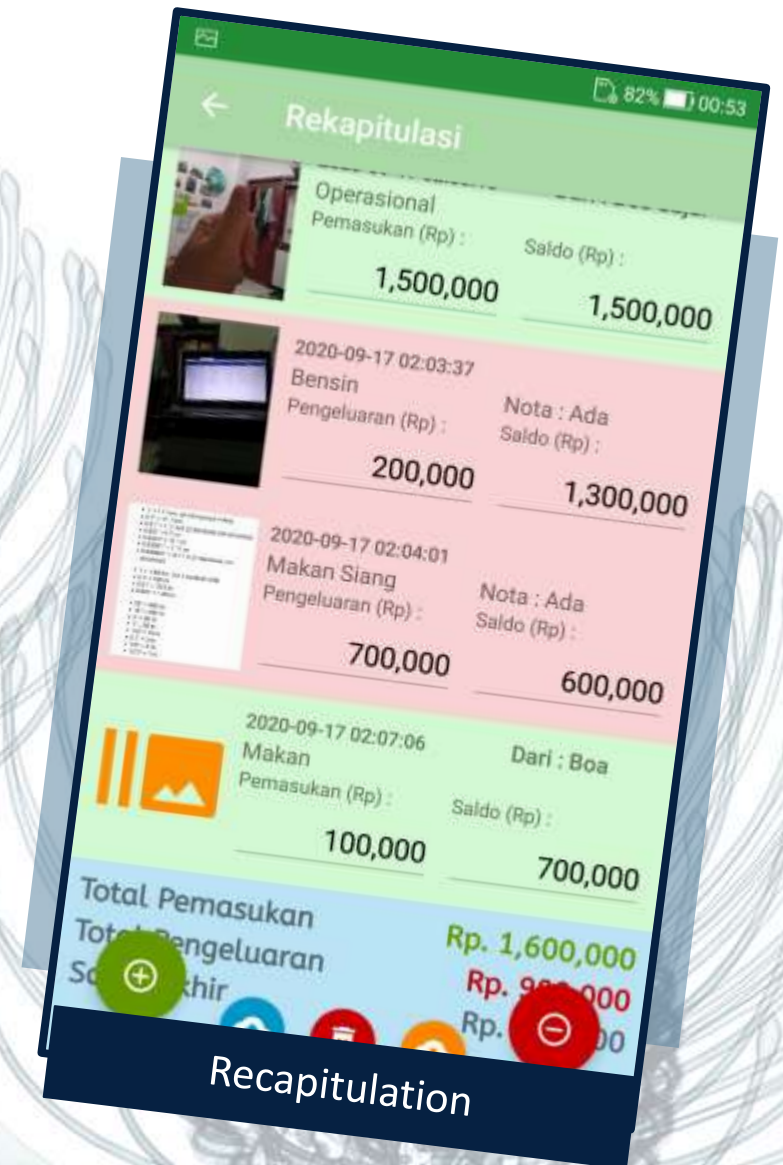 82% 00:53
Rekapitulasi
Operasional
Pemasukan (Rp) : Saldo (Rp) :
1,500,000 1,500,000
2020-09-17 02:03:37
Bensin Nota : Ada
Pengeluaran (Rp) : Saldo (Rp) :
200,000 1,300,000
2020-09-17 02:04:01
Makan Siang Nota : Ada
Pengeluaran (Rp) : Saldo (Rp) :
700,000 600,000
2020-09-17 02:07:06
Makan Dari : Boa
Pemasukan (Rp) : Saldo (Rp) :
100,000 700,000
Total Pemasukan Rp. 1,600,000
Pengeluaran Rp.
Rp.
Recapitulation